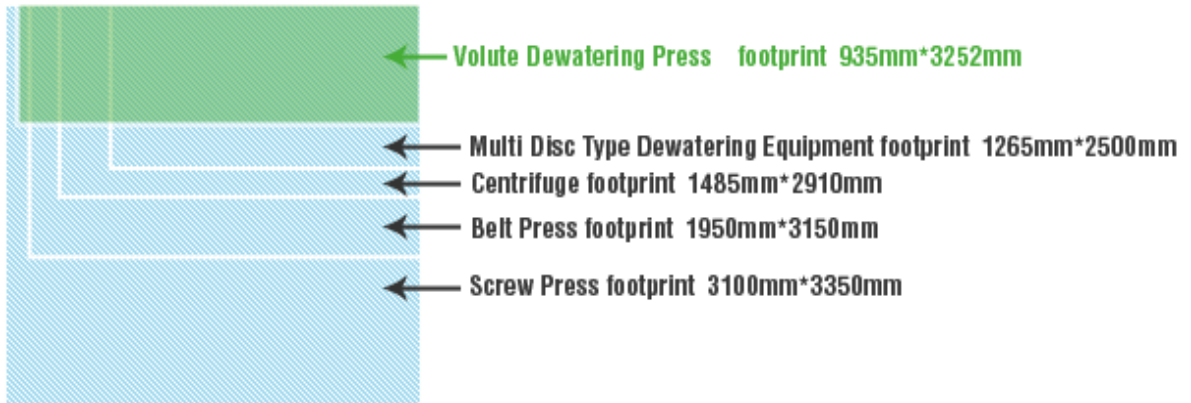 Volute Dewatering Press footprint 935mm*3252mm
Multi Disc Type Dewatering Equipment footprint 1265mm*2500mm
Centrifuge footprint 1485mm*2910mm
Belt Press footprint 1950mm*3150mm
Screw Press footprint 3100mm*3350mm